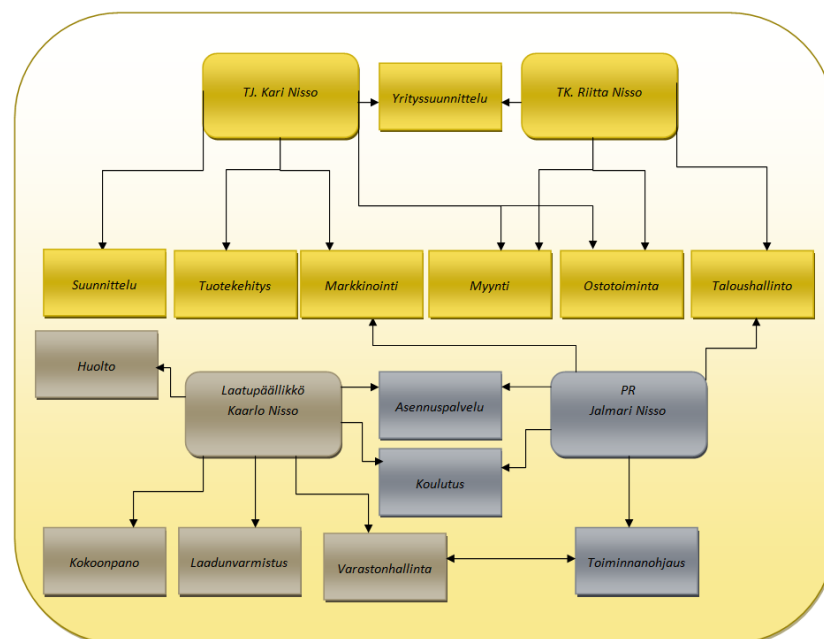 TJ. Kari Nisso
Yrityssuunnittelu
TK. Riitta Nisso
Suunnittelu
Tuotekehitys
Markkinointi
Myynti
Ostotoiminta
Taloushallinto
Huolto
Laatupäällikkö
Kaarlo Nisso
Asennuspalvelu
PR
Jalmari Nisso
Koulutus
Kokoonpano
Laadunvarmistus
Varastonhallinta
Toiminnanohjaus